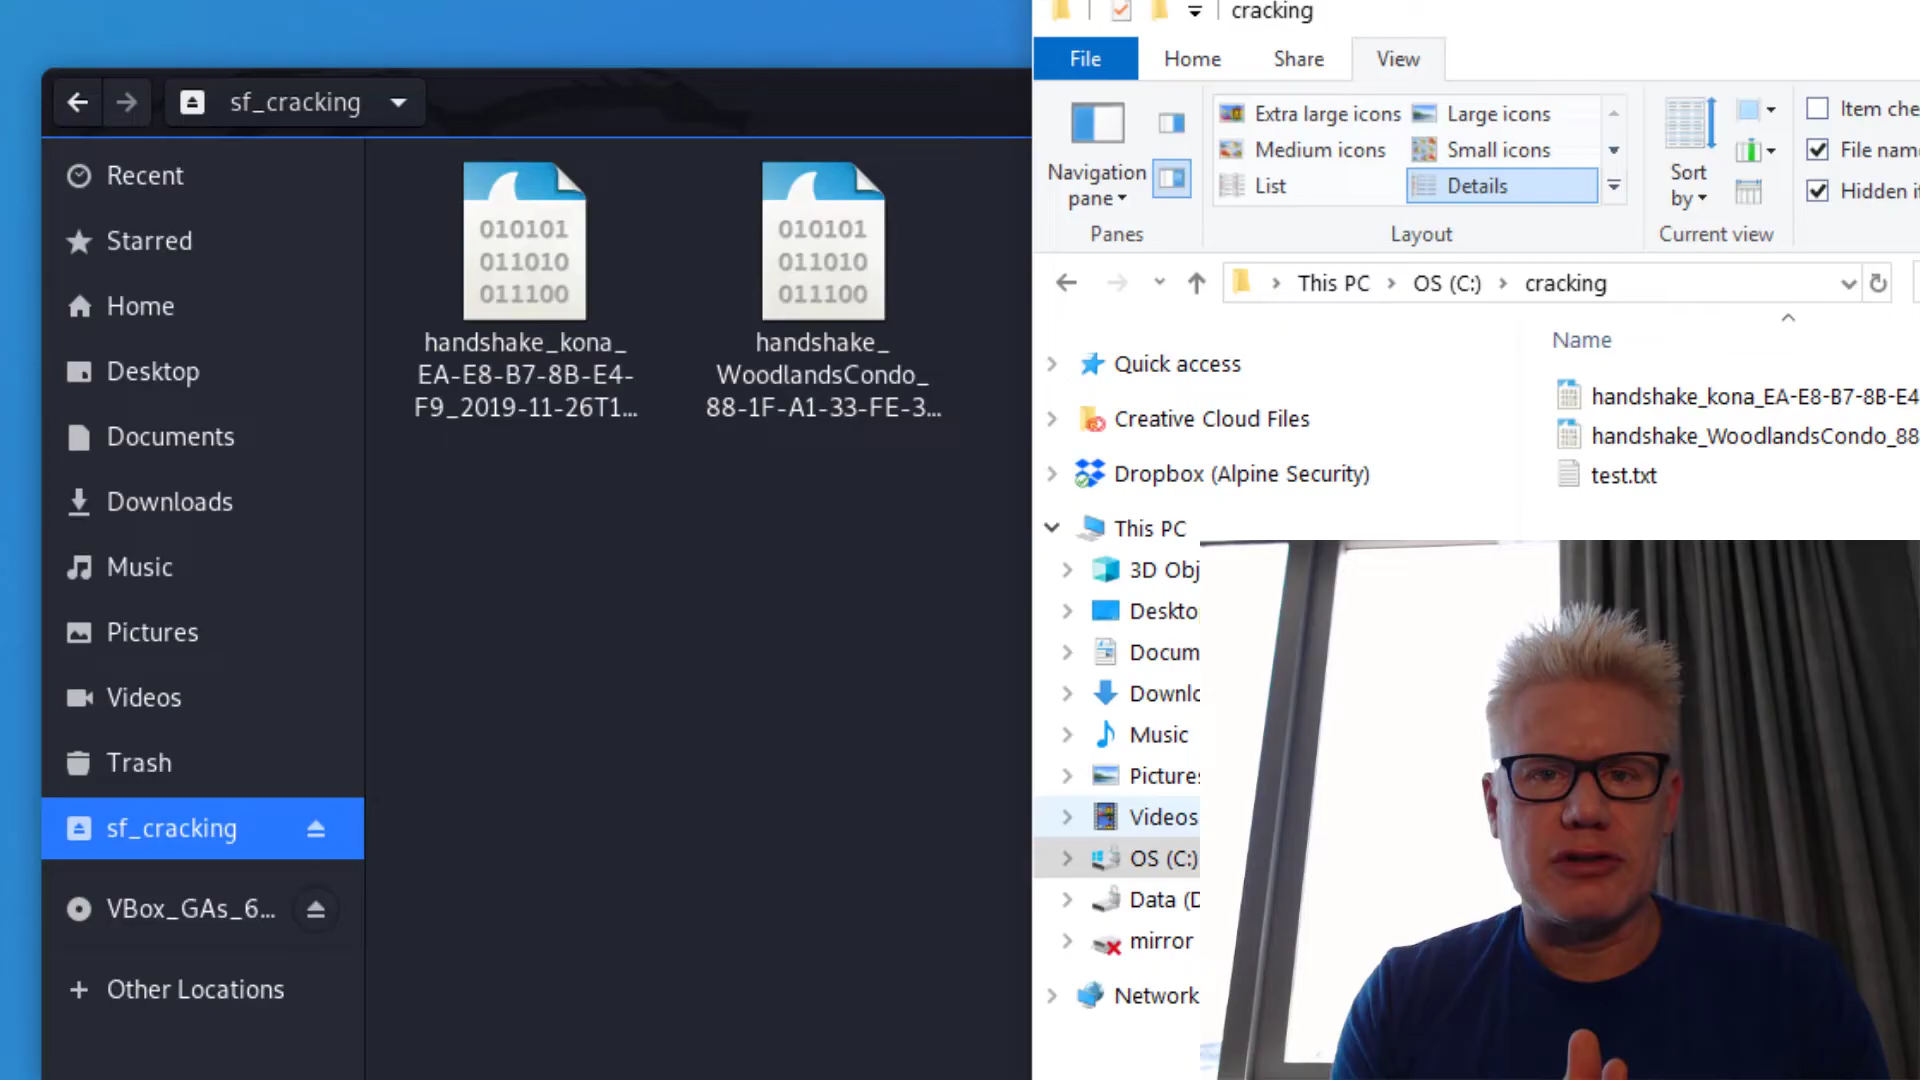 sf_cracking
Recent
Starred
Home
Desktop
Documents
Downloads
Music
Pictures
Videos
Trash
sf_cracking
VBox_GAs_6...
Other Locations
010101
011010
011100
handshake_kona_
EA-E8-B7-8B-E4-
F9_2019-11-26T1...
010101
011010
011100
handshake_
WoodlandsCondo_
88-1F-A1-33-FE-3...
cracking
File
Home
Share
View
Navigation
pane
Panes
Extra large icons
Large icons
Medium icons
Small icons
List
Details
Layout
Sort
by
Current view
Item che
File name
Hidden i
This PC
OS (C:)
cracking
Name
handshake_kona_EA-E8-B7-8B-E4
handshake_WoodlandsCondo_88
test.txt
Quick access
Creative Cloud Files
Dropbox (Alpine Security)
This PC
3D Obj
Deskto
Docum
Downlo
Music
Pictures
Videos
OS (C:)
Data (D
mirror
Network